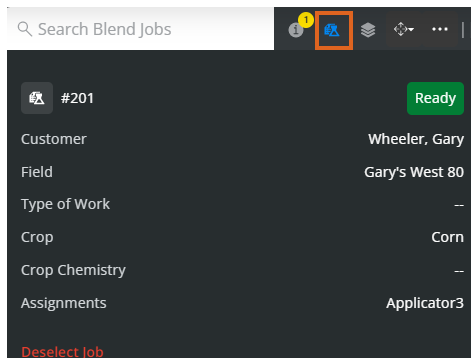 Search Blend Jobs
1
#201 Ready
Customer Wheeler, Gary
Field Gary's West 80
Type of Work --
Crop Corn
Crop Chemistry --
Assignments Applicator3
Deselect Job